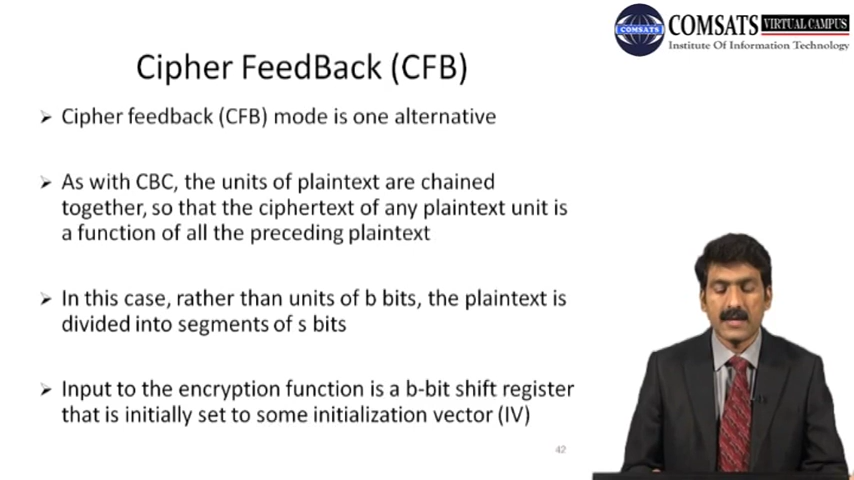 COMSATS
COMSATS VIRTUAL CAMPUS
Institute Of Information Technology
Cipher FeedBack (CFB)
➢ Cipher feedback (CFB) mode is one alternative
➢ As with CBC, the units of plaintext are chained
together, so that the ciphertext of any plaintext unit is
a function of all the preceding plaintext
➢ In this case, rather than units of b bits, the plaintext is
divided into segments of s bits
➢ Input to the encryption function is a b-bit shift register
that is initially set to some initialization vector (IV)
42